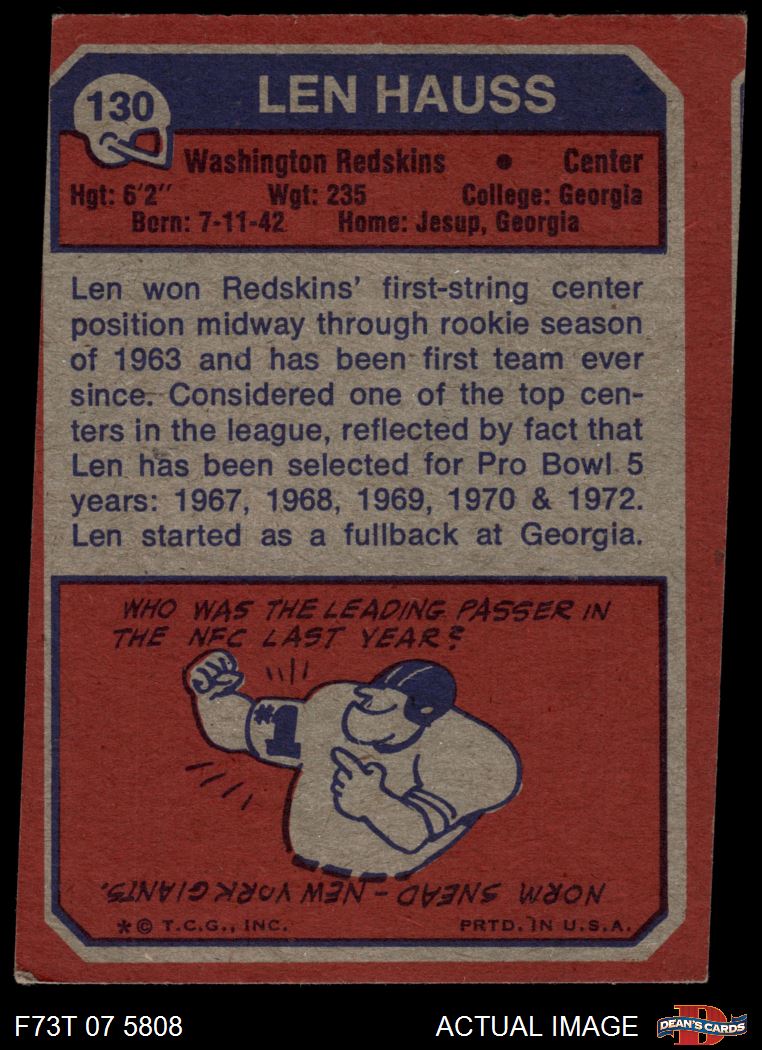 130
LEN HAUSS
Washington Redskins • Center
Hgt: 6'2" Wgt: 235 College: Georgia
Born: 7-11-42 Home: Jesup, Georgia
Len won Redskins' first-string center
position midway through rookie season
of 1963 and has been first team ever
since. Considered one of the top cen-
ters in the league, reflected by fact that
Len has been selected for Pro Bowl 5
years: 1967, 1968, 1969, 1970 & 1972.
Len started as a fullback at Georgia.
WHO WAS THE LEADING PASSER IN
THE NFC LAST YEAR?
#1
NORM SNEAD - NEW YORK GIANTS.
*© T.C.G., INC. PRTD. IN U.S.A.
F73T 07 5808 ACTUAL IMAGE
D
DEAN'S CARDS